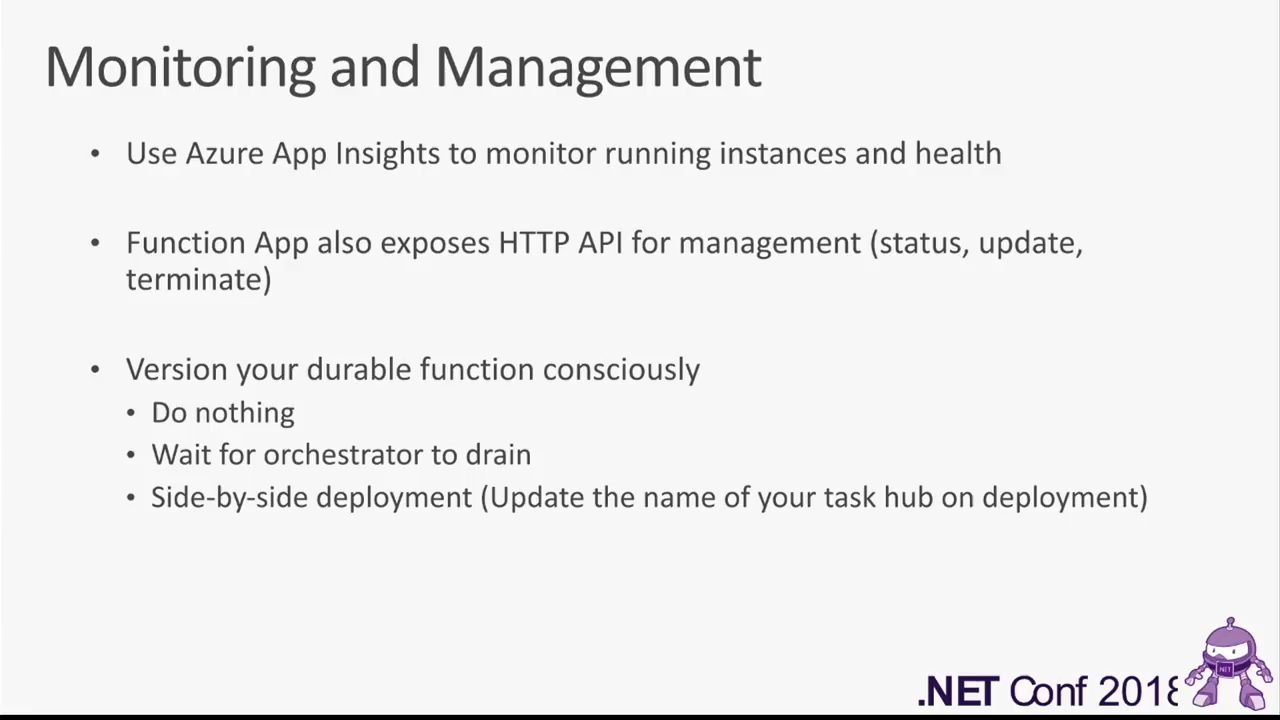 Monitoring and Management
• Use Azure App Insights to monitor running instances and health
• Function App also exposes HTTP API for management (status, update,
terminate)
• Version your durable function consciously
• Do nothing
• Wait for orchestrator to drain
• Side-by-side deployment (Update the name of your task hub on deployment)
.NET Conf 2018
.NET